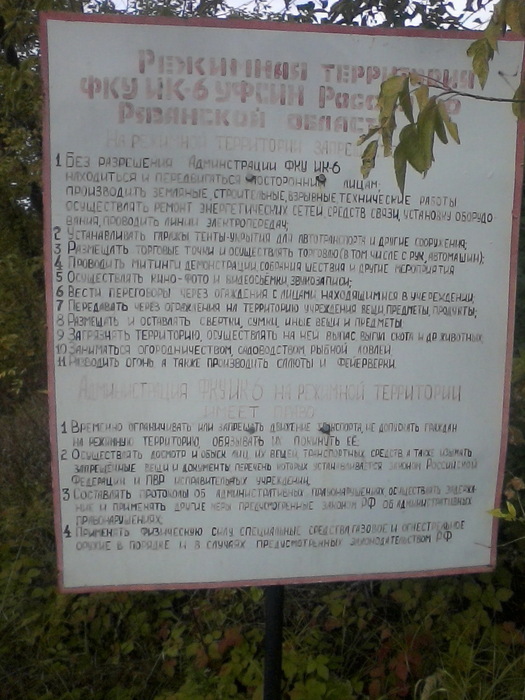 Режимная территория
ФКУ ИК-6 УФСИН России по
Рязанской области
На режимной территории
1 Без разрешения Админстрации ФКУ ИК-6
находиться и передвигаться посторонним лицам;
производить земляные, строительные, взрывные, технические работы
осуществлять ремонт энергетических сетей, средств связи, установку оборудо-
вания, проводить линии электропередач;
2 Устанавливать гаражы тенты-укрытия для автотранспорта и другие сооружения;
3 Размещать торговые точки и осуществлять торговлю (в том числе с рук, автомашин);
4 Проводить митинги демонстрации, собрания шествия и другие мероприятия
5 Осуществлять кино-фото и видеосъёмки, звукозаписи;
6 Вести переговоры через ограждения с лицами, находящимися в учереждении;
7 Передавать через ограждения на территорию учреждения вещи, предметы, продукты;
8 Размещать и оставлять свертки, сумки, иные вещи и предметы.
9 Загрязнять территорию, осуществлять на ней выпас скота и др животных
10 Заниматься огородничеством, садоводством рыбной ловлей.
11 Разводить огонь, а также производить салюты и фейерверки.
Администрация ФКУ ИК-6 на режимной территории
имеет право
1 Временно ограничивать или запрещать движение транспорта, не допускать граждан
на режимную территорию, обязывать их покинуть её.
2 Осуществлять досмотр и обыск лиц, их вещей, транспортных средств а также изымать
запрещённые вещи и документы, перечень которых устанавливается законом Российской
Федерации и ПВР исправительных учреждении,
3 Составлять протоколы об административных правонарушениях осуществлять задержа-
ние и применять другие меры предусмотренные законом РФ об административных
правонарушениях;
4 Применять физическую силу, специальные средства газовое и огнестрельное
оружие в порядке и в случаях предусмотренных законодательством РФ